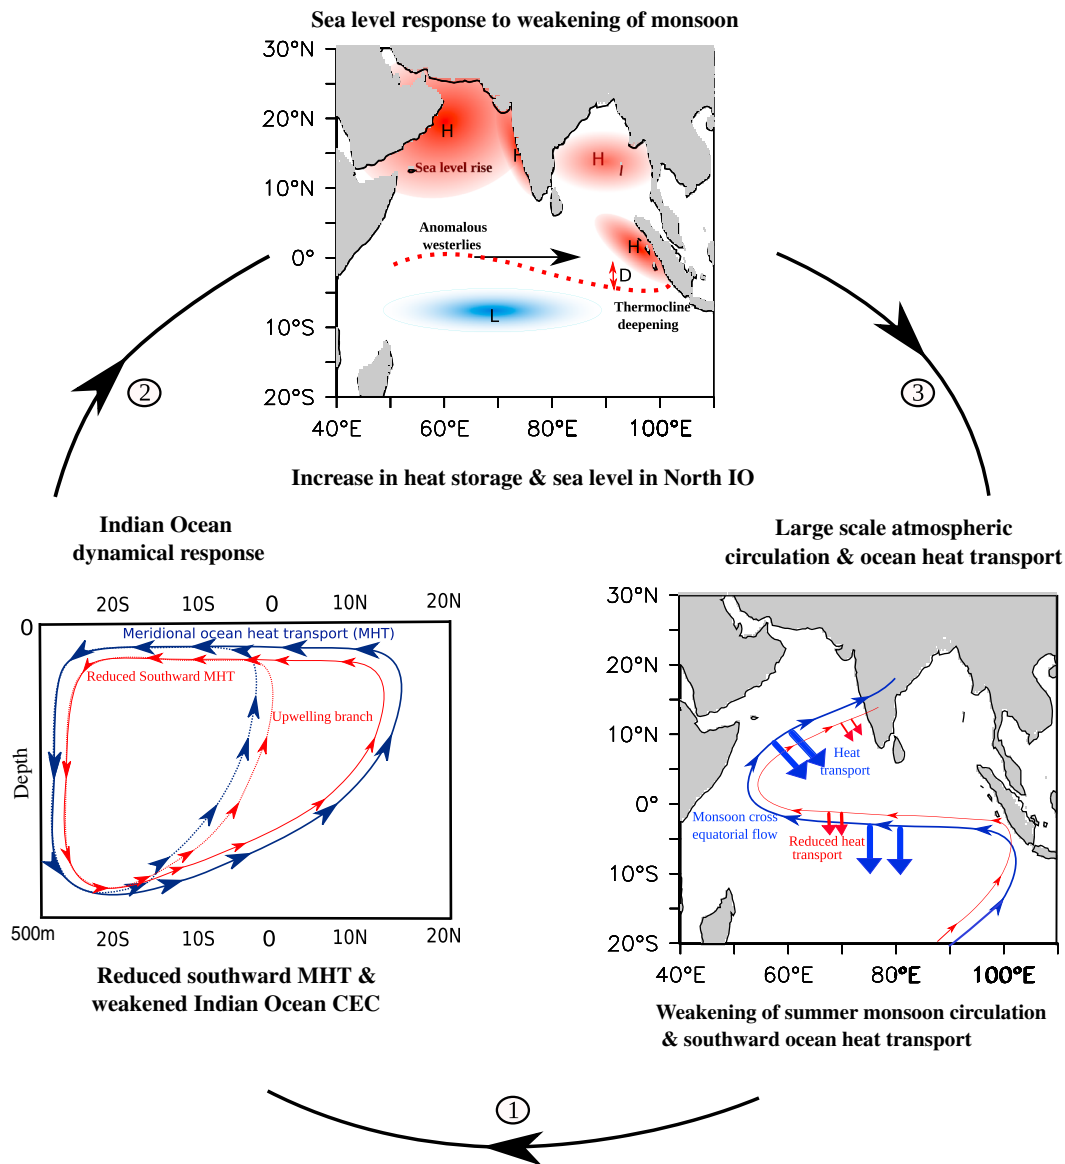 Sea level response to weakening of monsoon
30°N
20°N
10°N
0°
10°S
20°S
40°E 60°E 80°E 100°E
H
H
H
Sea level rise
Anomalous
westerlies
H
D
Thermocline
deepening
L
Increase in heat storage & sea level in North IO
2
3
Indian Ocean
dynamical response
20S 10S 0 10N 20N
0
Meridional ocean heat transport (MHT)
Reduced Southward MHT
Upwelling branch
Depth
500m
20S 10S 0 10N 20N
Reduced southward MHT &
weakened Indian Ocean CEC
Large scale atmospheric
circulation & ocean heat transport
30°N
20°N
10°N
0°
10°S
20°S
40°E 60°E 80°E 100°E
Heat
transport
Monsoon cross
equatorial flow
Reduced heat
transport
Weakening of summer monsoon circulation
& southward ocean heat transport
1